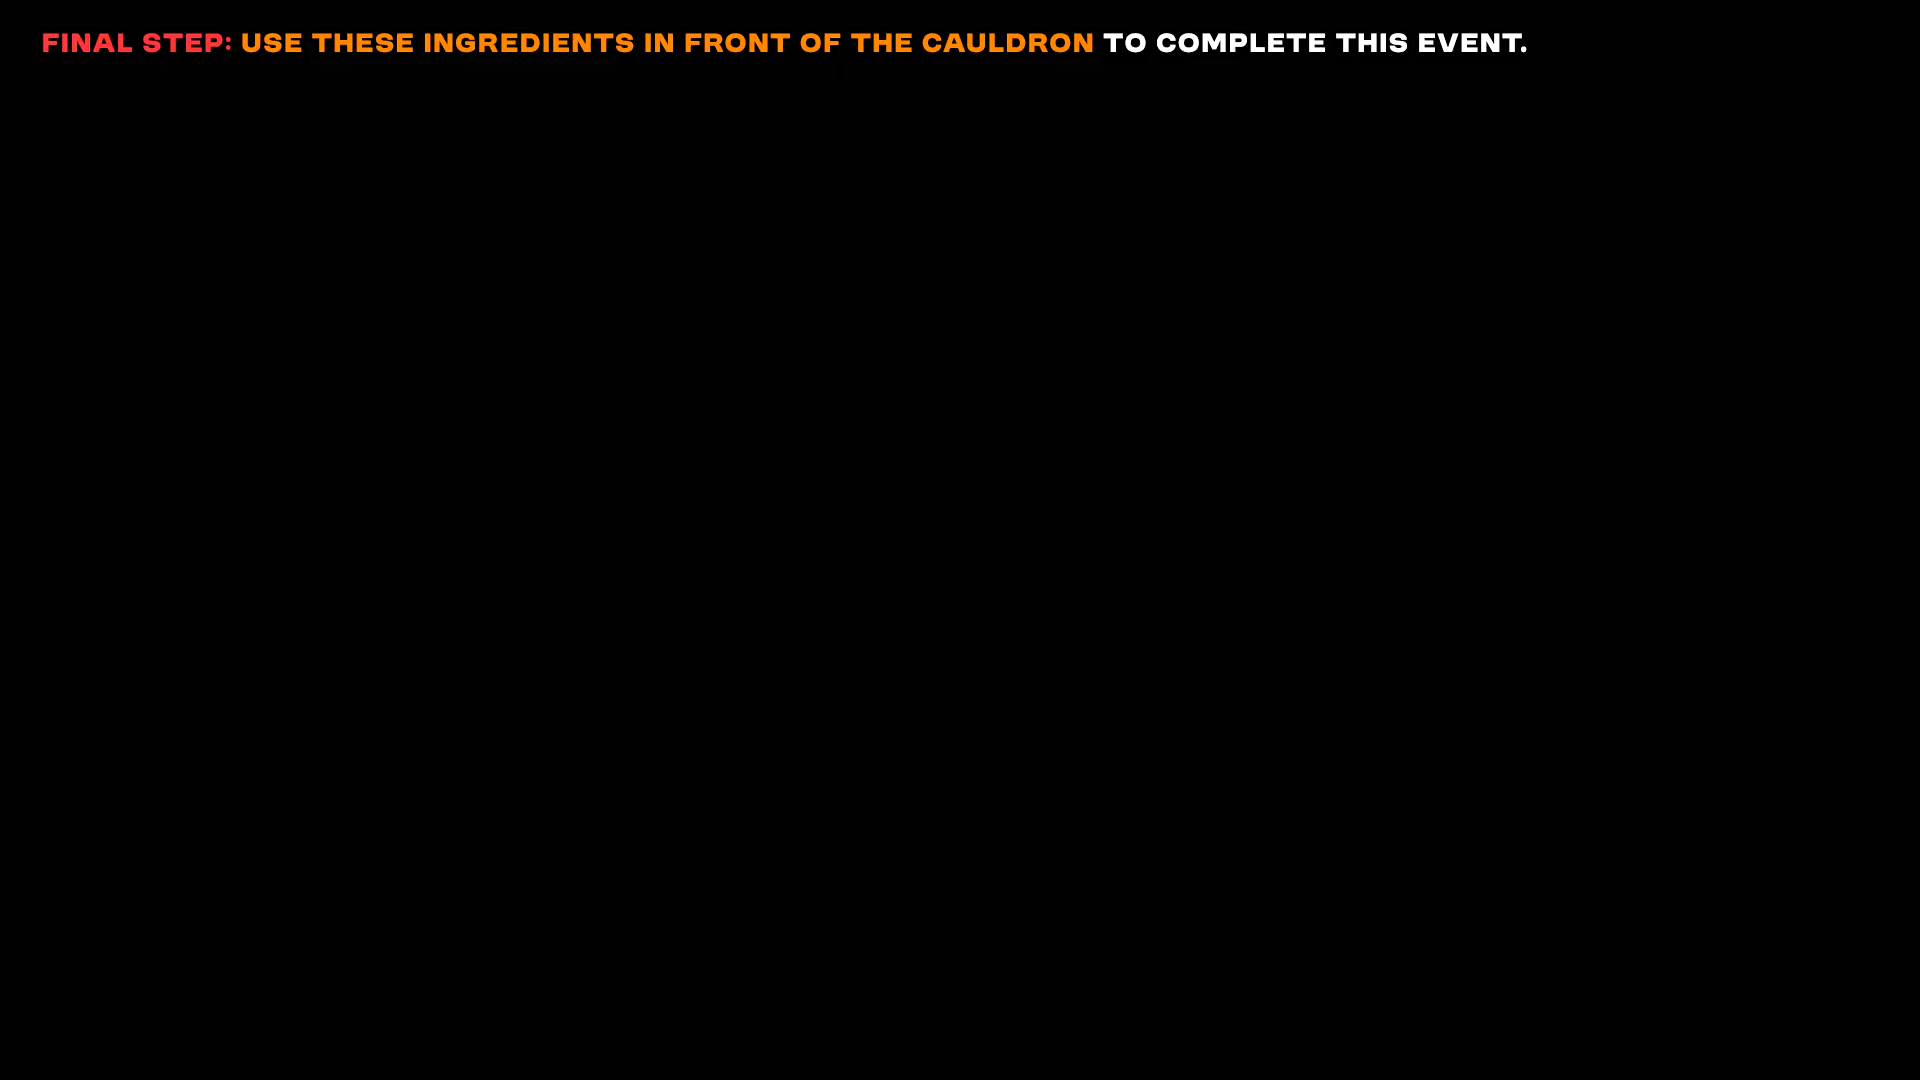 FINAL STEP: USE THESE INGREDIENTS IN FRONT OF THE CAULDRON TO COMPLETE THIS EVENT.